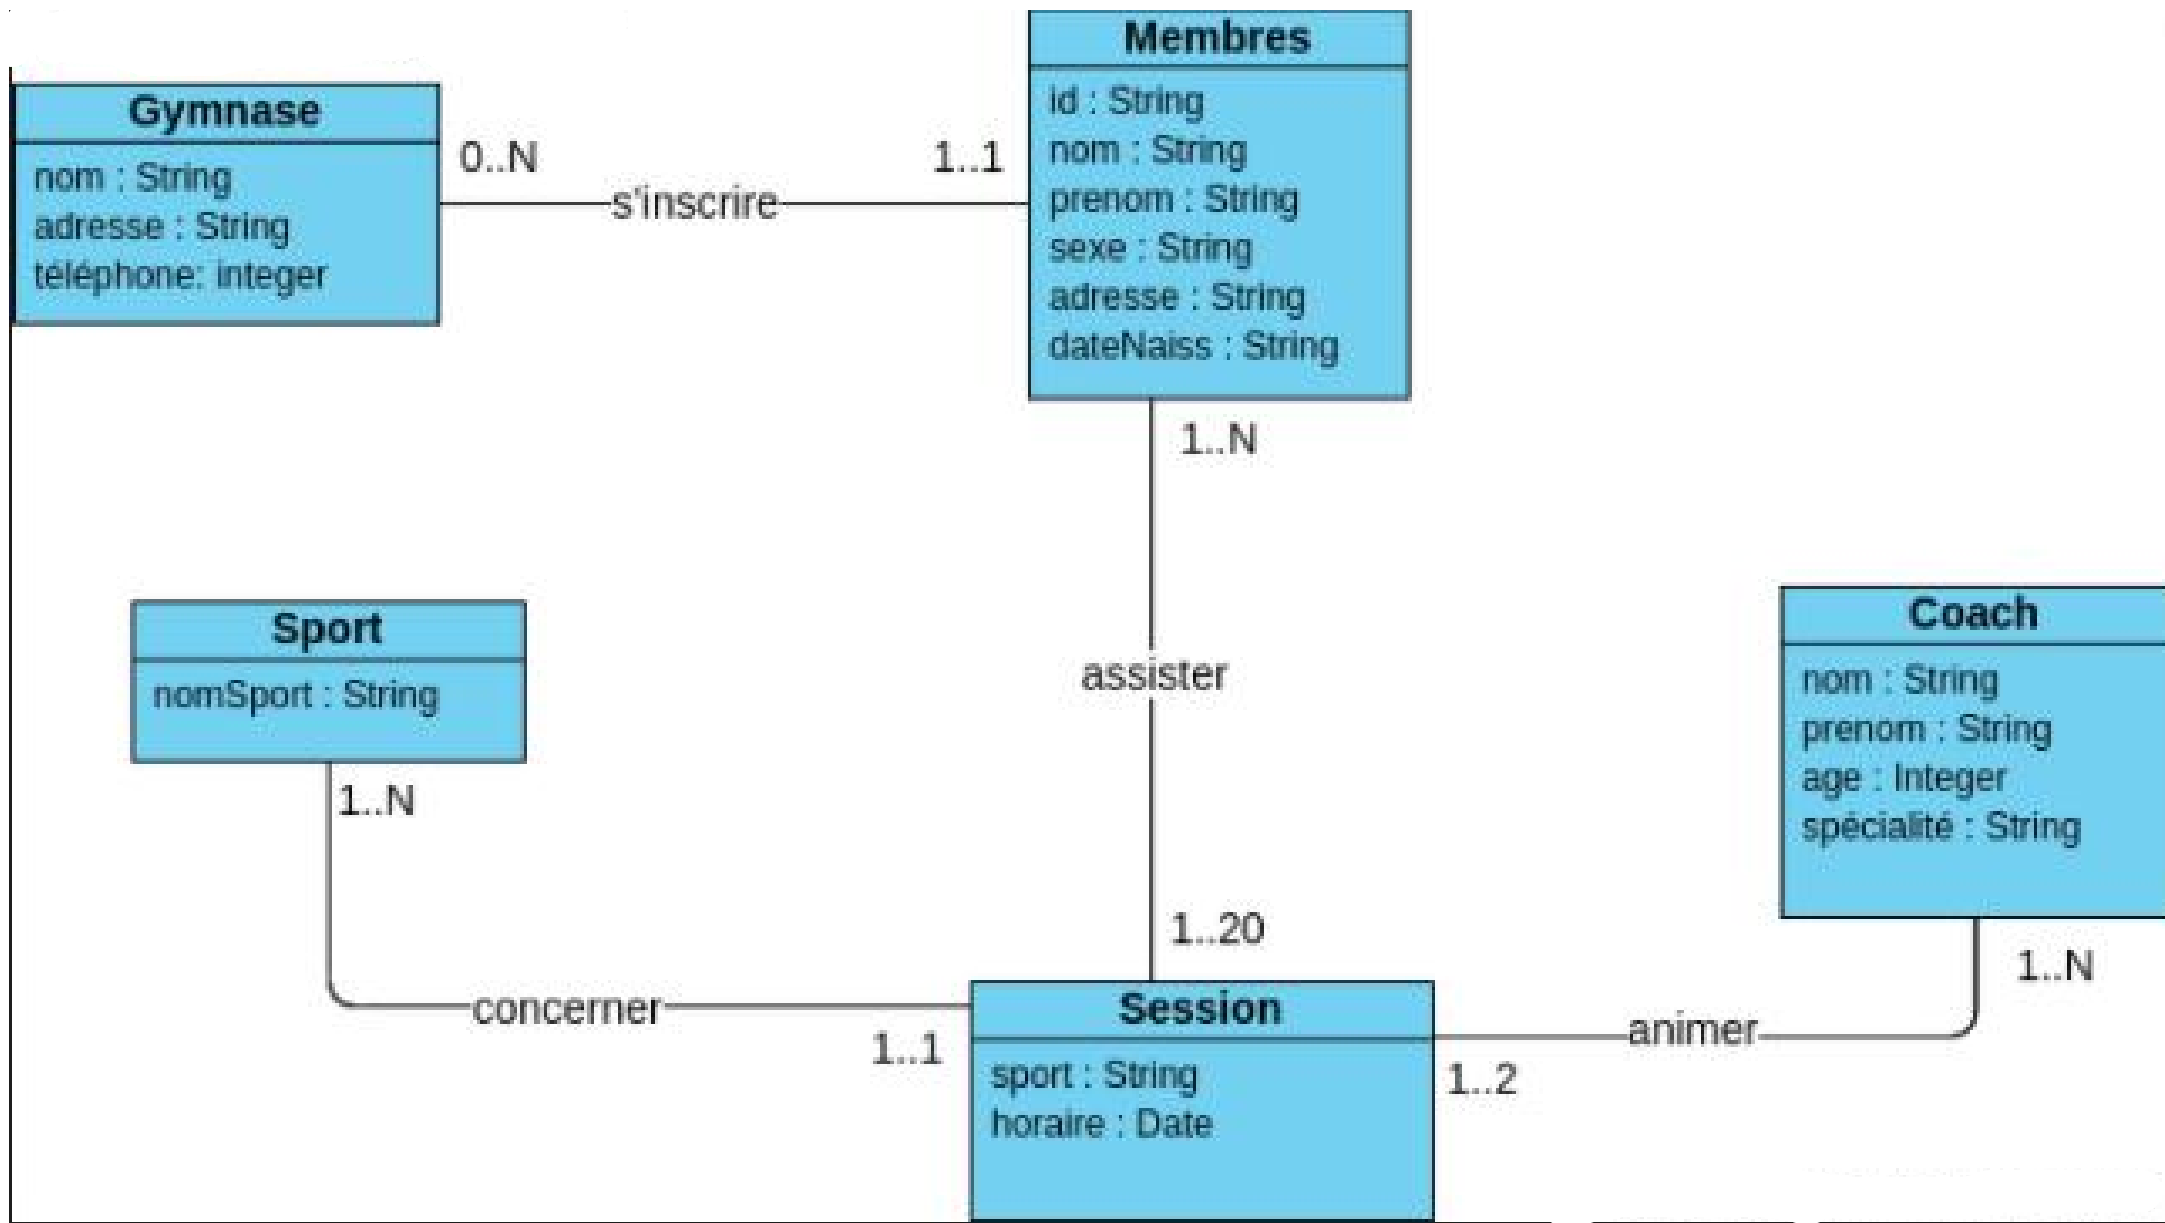 Gymnase
nom : String
adresse : String
téléphone: integer
0..N
s'inscrire
1..1
Membres
id : String
nom : String
prenom : String
sexe : String
adresse : String
dateNaiss : String
1..N
assister
1..20
Sport
nomSport : String
1..N
concerner
1..1
Session
sport : String
horaire : Date
1..2
animer
1..N
Coach
nom : String
prenom : String
age : Integer
spécialité : String